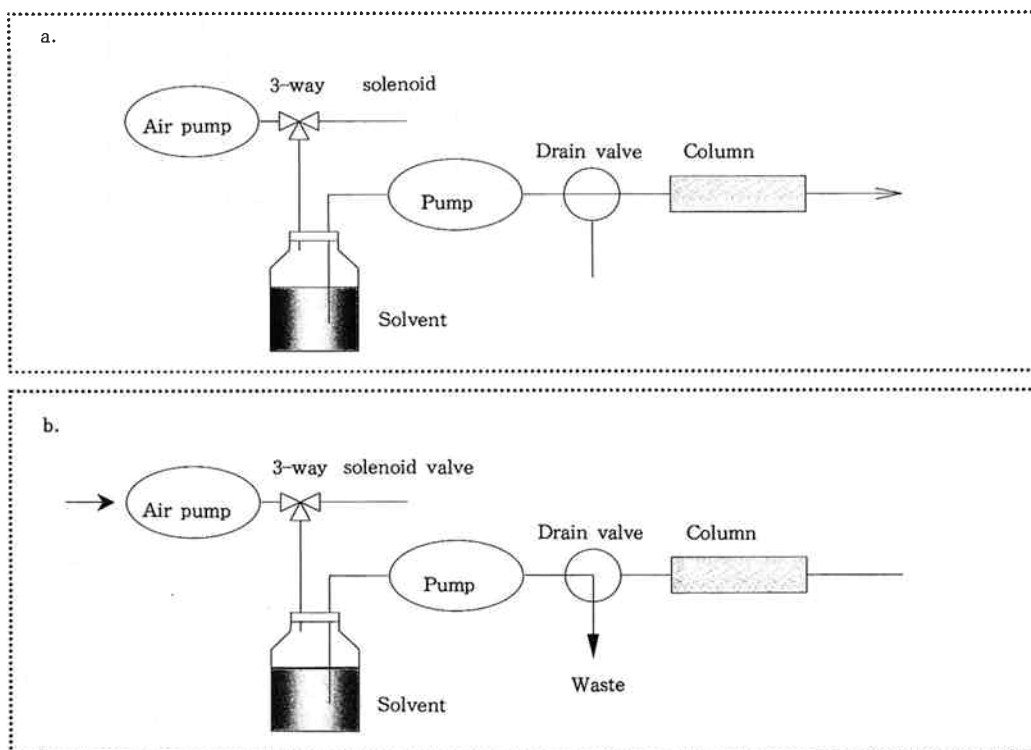 a.
3-way solenoid
Air pump
Drain valve
Column
Pump
Solvent
b.
3-way solenoid valve
Air pump
Drain valve
Column
Pump
Solvent
Waste